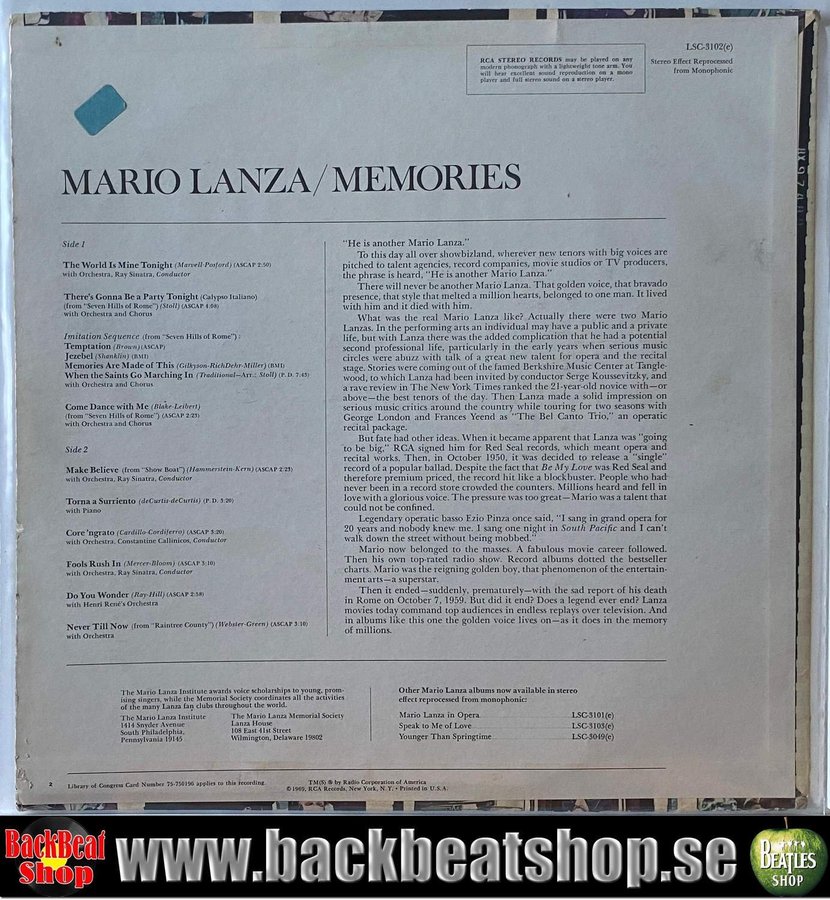 RCA STEREO RECORDS may be played on any
modern phonograph with a lightweight tone arm. You
will hear excellent sound reproduction on a mono
player and full stereo sound on a stereo player.
LSC-3102(e)
Stereo Effect Reprocessed
from Monophonic
MARIO LANZA/MEMORIES
Side 1
The World Is Mine Tonight (Marvell-Posford) (ASCAP 2:50)
with Orchestra, Ray Sinatra, Conductor
There's Gonna Be a Party Tonight (Calypso Italiano)
(from "Seven Hills of Rome") (Stoll) (ASCAP 4:08)
with Orchestra and Chorus
Imitation Sequence (from "Seven Hills of Rome"):
Temptation (Brown) (ASCAP)
Jezebel (Shanklin) (BMI)
Memories Are Made of This (Gilkyson-RichDehr-Miller) (BMI)
When the Saints Go Marching In (Traditional—Arr.: Stoll) (P. D. 7:45)
with Orchestra and Chorus
Come Dance with Me (Blake-Leibert)
(from "Seven Hills of Rome") (ASCAP 2:23)
with Orchestra and Chorus
Side 2
Make Believe (from "Show Boat") (Hammerstein-Kern) (ASCAP 2:23)
with Orchestra, Ray Sinatra, Conductor
Torna a Surriento (deCurtis-deCurtis) (P. D. 3:20)
with Piano
Core 'ngrato (Cardillo-Cordiferro) (ASCAP 3:20)
with Orchestra, Constantine Callinicos, Conductor
Fools Rush In (Mercer-Bloom) (ASCAP 3:10)
with Orchestra, Ray Sinatra, Conductor
Do You Wonder (Ray-Hill) (ASCAP 2:58)
with Henri René's Orchestra
Never Till Now (from "Raintree County") (Webster-Green) (ASCAP 3:10)
with Orchestra
"He is another Mario Lanza."
To this day all over showbizland, wherever new tenors with big voices are
pitched to talent agencies, record companies, movie studios or TV producers,
the phrase is heard, "He is another Mario Lanza."
There will never be another Mario Lanza. That golden voice, that bravado
presence, that style that melted a million hearts, belonged to one man. It lived
with him and it died with him.
What was the real Mario Lanza like? Actually there were two Mario
Lanzas. In the performing arts an individual may have a public and a private
life, but with Lanza there was the added complication that he had a potential
second professional life, particularly in the early years when serious music
circles were abuzz with talk of a great new talent for opera and the recital
stage. Stories were coming out of the famed Berkshire Music Center at Tangle-
wood, to which Lanza had been invited by conductor Serge Koussevitzky, and
a rave review in The New York Times ranked the 21-year-old novice with—or
above—the best tenors of the day. Then Lanza made a solid impression on
serious music critics around the country while touring for two seasons with
George London and Frances Yeend as "The Bel Canto Trio," an operatic
recital package.
But fate had other ideas. When it became apparent that Lanza was "going
to be big," RCA signed him for Red Seal records, which meant opera and
recital works. Then, in October 1950, it was decided to release a "single"
record of a popular ballad. Despite the fact that Be My Love was Red Seal and
therefore premium priced, the record hit like a blockbuster. People who had
never been in a record store crowded the counters. Millions heard and fell in
love with a glorious voice. The pressure was too great—Mario was a talent that
could not be confined.
Legendary operatic basso Ezio Pinza once said, "I sang in grand opera for
20 years and nobody knew me. I sang one night in South Pacific and I can't
walk down the street without being mobbed."
Mario now belonged to the masses. A fabulous movie career followed.
Then his own top-rated radio show. Record albums dotted the bestseller
charts. Mario was the reigning golden boy, that phenomenon of the entertain-
ment arts—a superstar.
Then it ended—suddenly, prematurely—with the sad report of his death
in Rome on October 7, 1959. But did it end? Does a legend ever end? Lanza
movies today command top audiences in endless replays over television. And
in albums like this one the golden voice lives on—as it does in the memory
of millions.
The Mario Lanza Institute awards voice scholarships to young, prom-
ising singers, while the Memorial Society coordinates all the activities
of the many Lanza fan clubs throughout the world.
The Mario Lanza Institute
1414 Snyder Avenue
South Philadelphia,
Pennsylvania 19145
The Mario Lanza Memorial Society
Lanza House
108 East 41st Street
Wilmington, Delaware 19802
Other Mario Lanza albums now available in stereo
effect reprocessed from monophonic:
Mario Lanza in Opera LSC-3101(e)
Speak to Me of Love LSC-3103(e)
Younger Than Springtime LSC-3049(e)
2 Library of Congress Card Number 75-750196 applies to this recording.
TM(S) ® by Radio Corporation of America
© 1969, RCA Records, New York, N. Y. • Printed in U. S. A.
BackBeat
Shop
www.backbeatshop.se
BEATLES
SHOP